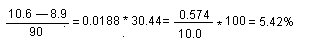 10.6 — 8.9
90
= 0.0188 * 30.44 =
0.574
10.0
* 100 = 5.42%